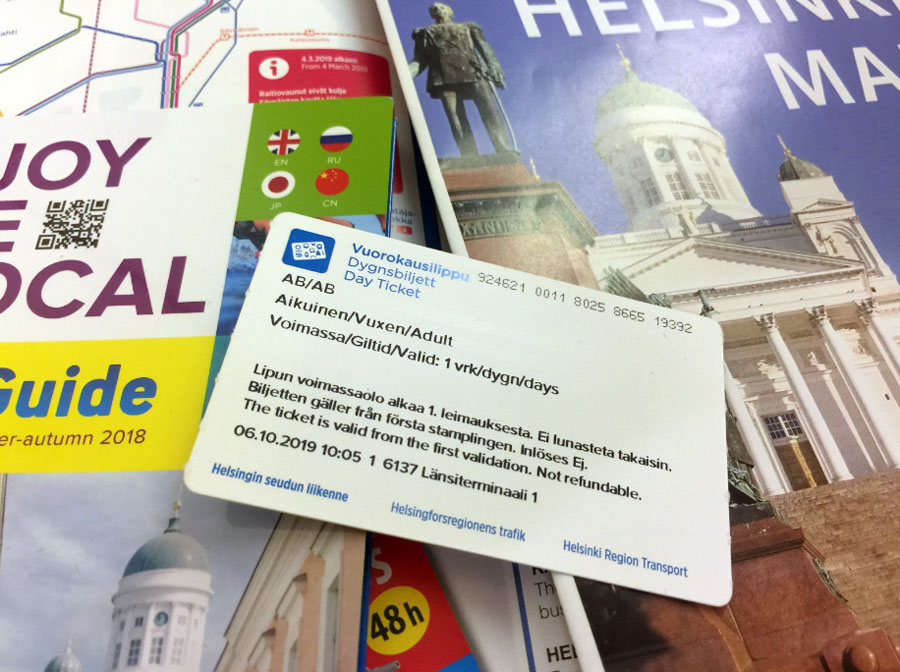 HELSINKI
MA
4.3.2019 alkaen
From 4 March 2019
Raitiovaunut eivät kulje
EN
RU
JP
CN
JOY
E
OCAL
Guide
er-autumn 2018
Vuorokausilippu
Dygnsbiljett
Day Ticket
924621 0011 8025 8665 19392
AB/AB
Aikuinen/Vuxen/Adult
Voimassa/Giltid/Valid: 1 vrk/dygn/days
Lipun voimassaolo alkaa 1. leimauksesta. Ei lunasteta takaisin.
Biljetten gäller från första stamplingen. Inlöses Ej.
The ticket is valid from the first validation. Not refundable.
06.10.2019 10:05 1 6137 Länsiterminaali 1
Helsingin seudun liikenne
Helsingforsregionens trafik
Helsinki Region Transport
S
48h